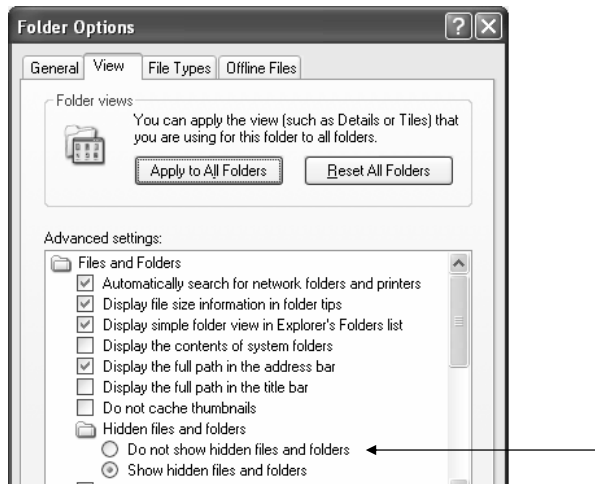 Folder Options
General View File Types Offline Files
Folder views
You can apply the view (such as Details or Tiles) that
you are using for this folder to all folders.
Apply to All Folders Reset All Folders
Advanced settings:
Files and Folders
Automatically search for network folders and printers
Display file size information in folder tips
Display simple folder view in Explorer's Folders list
Display the contents of system folders
Display the full path in the address bar
Display the full path in the title bar
Do not cache thumbnails
Hidden files and folders
Do not show hidden files and folders
Show hidden files and folders